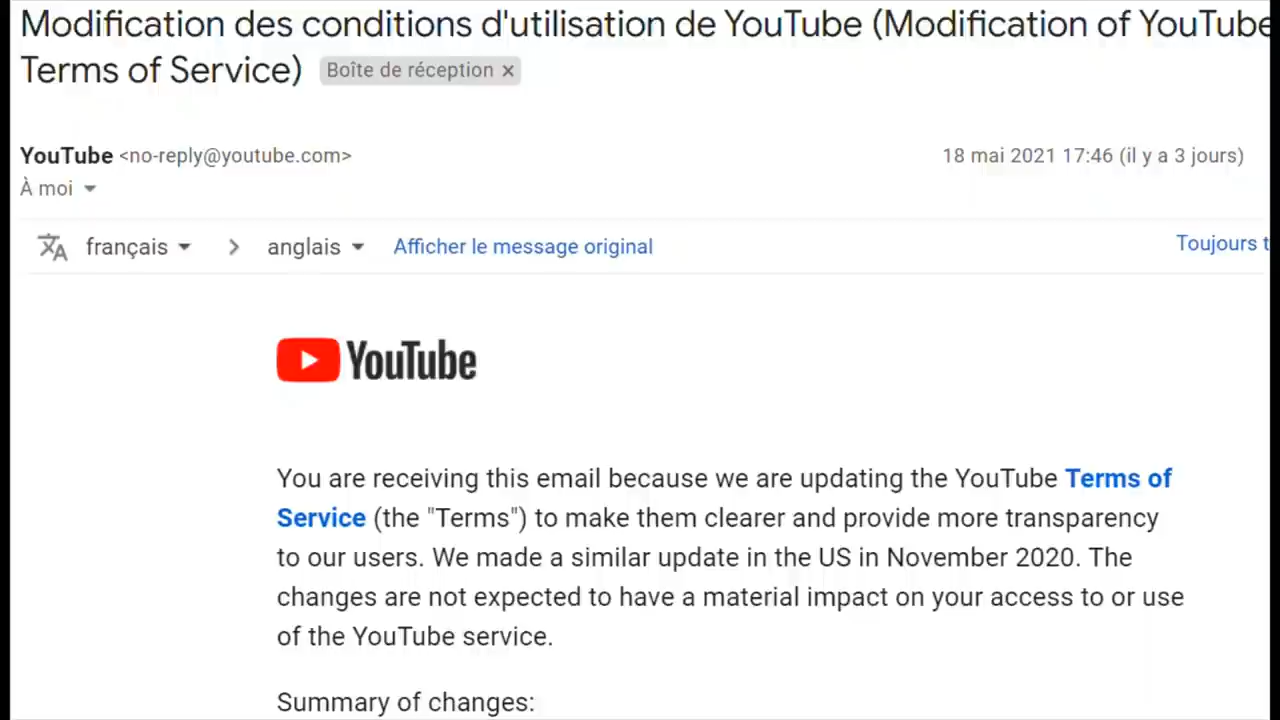 Modification des conditions d'utilisation de YouTube (Modification of YouTube
Terms of Service) Boîte de réception ×
YouTube <no-reply@youtube.com> 18 mai 2021 17:46 (il y a 3 jours)
À moi
français > anglais Afficher le message original Toujours t
YouTube
You are receiving this email because we are updating the YouTube Terms of
Service (the "Terms") to make them clearer and provide more transparency
to our users. We made a similar update in the US in November 2020. The
changes are not expected to have a material impact on your access to or use
of the YouTube service.
Summary of changes: